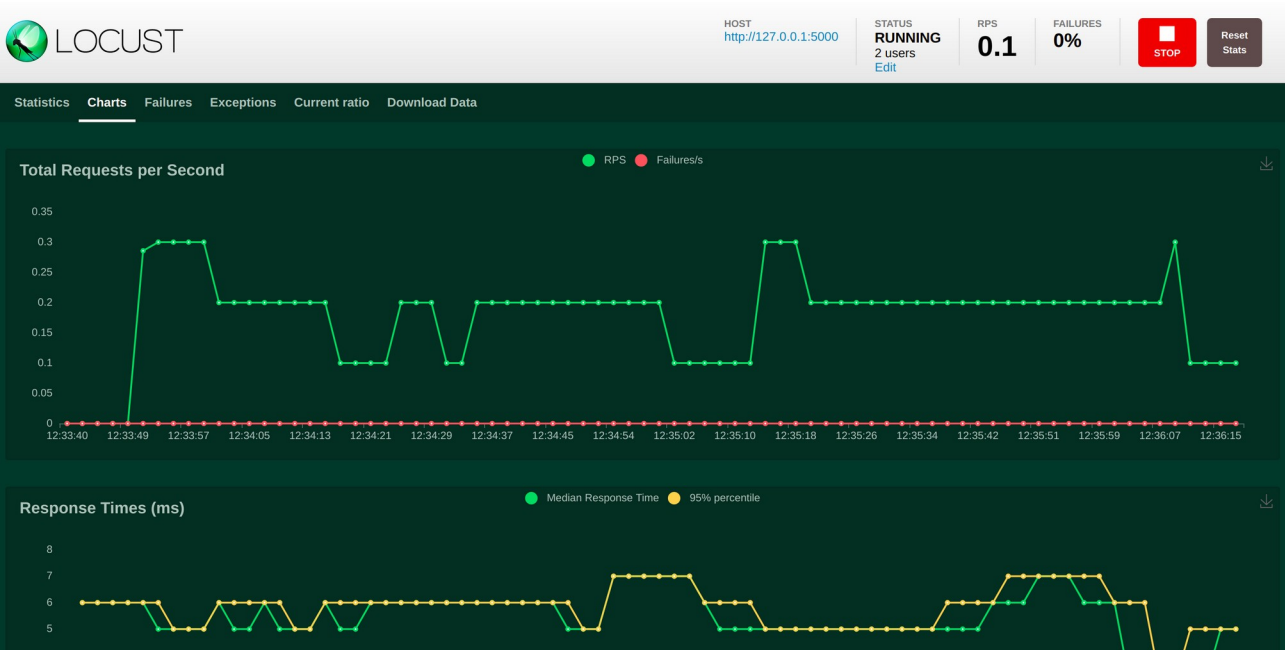 LOCUST
HOST
http://127.0.0.1:5000
STATUS
RUNNING
2 users
Edit
RPS
0.1
FAILURES
0%
STOP
Reset
Stats
Statistics Charts Failures Exceptions Current ratio Download Data
Total Requests per Second
RPS Failures/s
0.35
0.3
0.25
0.2
0.15
0.1
0.05
0
12:33:40 12:33:49 12:33:57 12:34:05 12:34:13 12:34:21 12:34:29 12:34:37 12:34:45 12:34:54 12:35:02 12:35:10 12:35:18 12:35:26 12:35:34 12:35:42 12:35:51 12:35:59 12:36:07 12:36:15
Response Times (ms)
Median Response Time 95% percentile
8
7
6
5